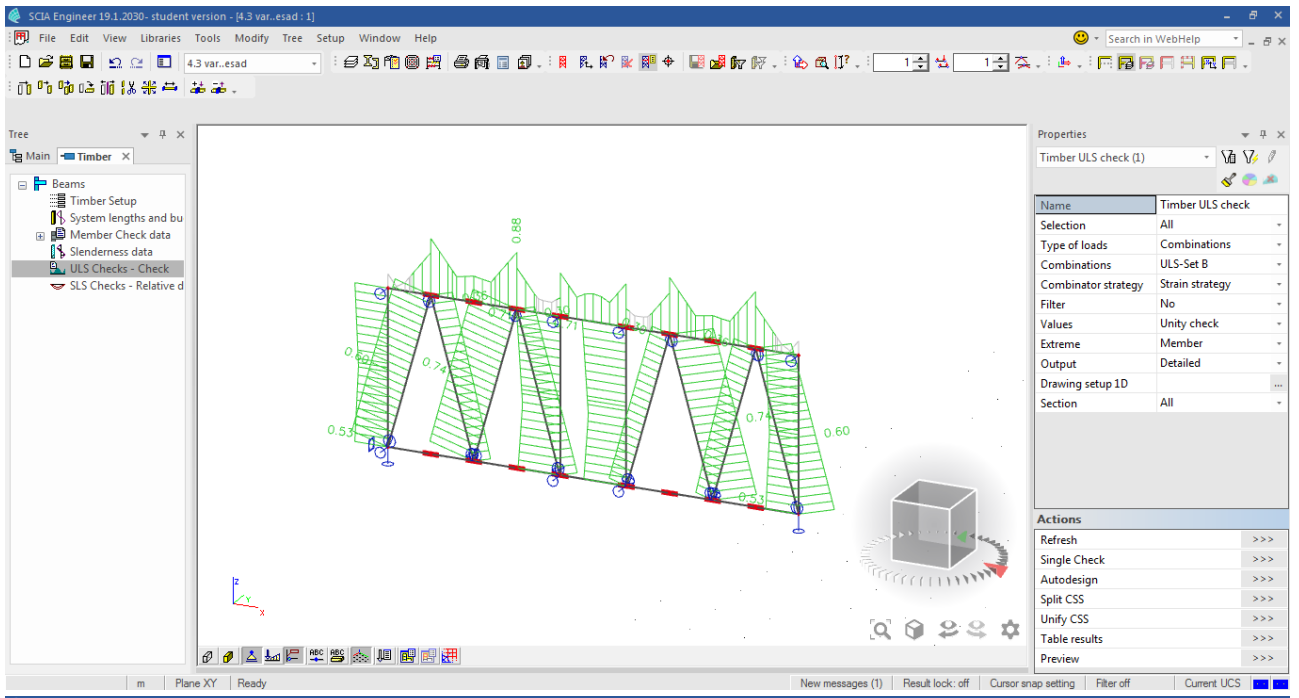 SCIA Engineer 19.1.2030- student version - [4.3 var..esad : 1]
File Edit View Libraries Tools Modify Tree Setup Window Help
Search in WebHelp
4.3 var..esad
1
1
Tree
Main
Timber
Beams
Timber Setup
System lengths and bu
Member Check data
Slenderness data
ULS Checks - Check
SLS Checks - Relative d
0.88
0.74
0.71
0.53
0.74
0.60
0.53
z
Y
x
ABC
ABC
Properties
Timber ULS check (1)
Name Timber ULS check
Selection All
Type of loads Combinations
Combinations ULS-Set B
Combinator strategy Strain strategy
Filter No
Values Unity check
Extreme Member
Output Detailed
Drawing setup 1D ...
Section All
Actions
Refresh >>>
Single Check >>>
Autodesign >>>
Split CSS >>>
Unify CSS >>>
Table results >>>
Preview >>>
m Plane XY Ready New messages (1) Result lock: off Cursor snap setting Filter off Current UCS